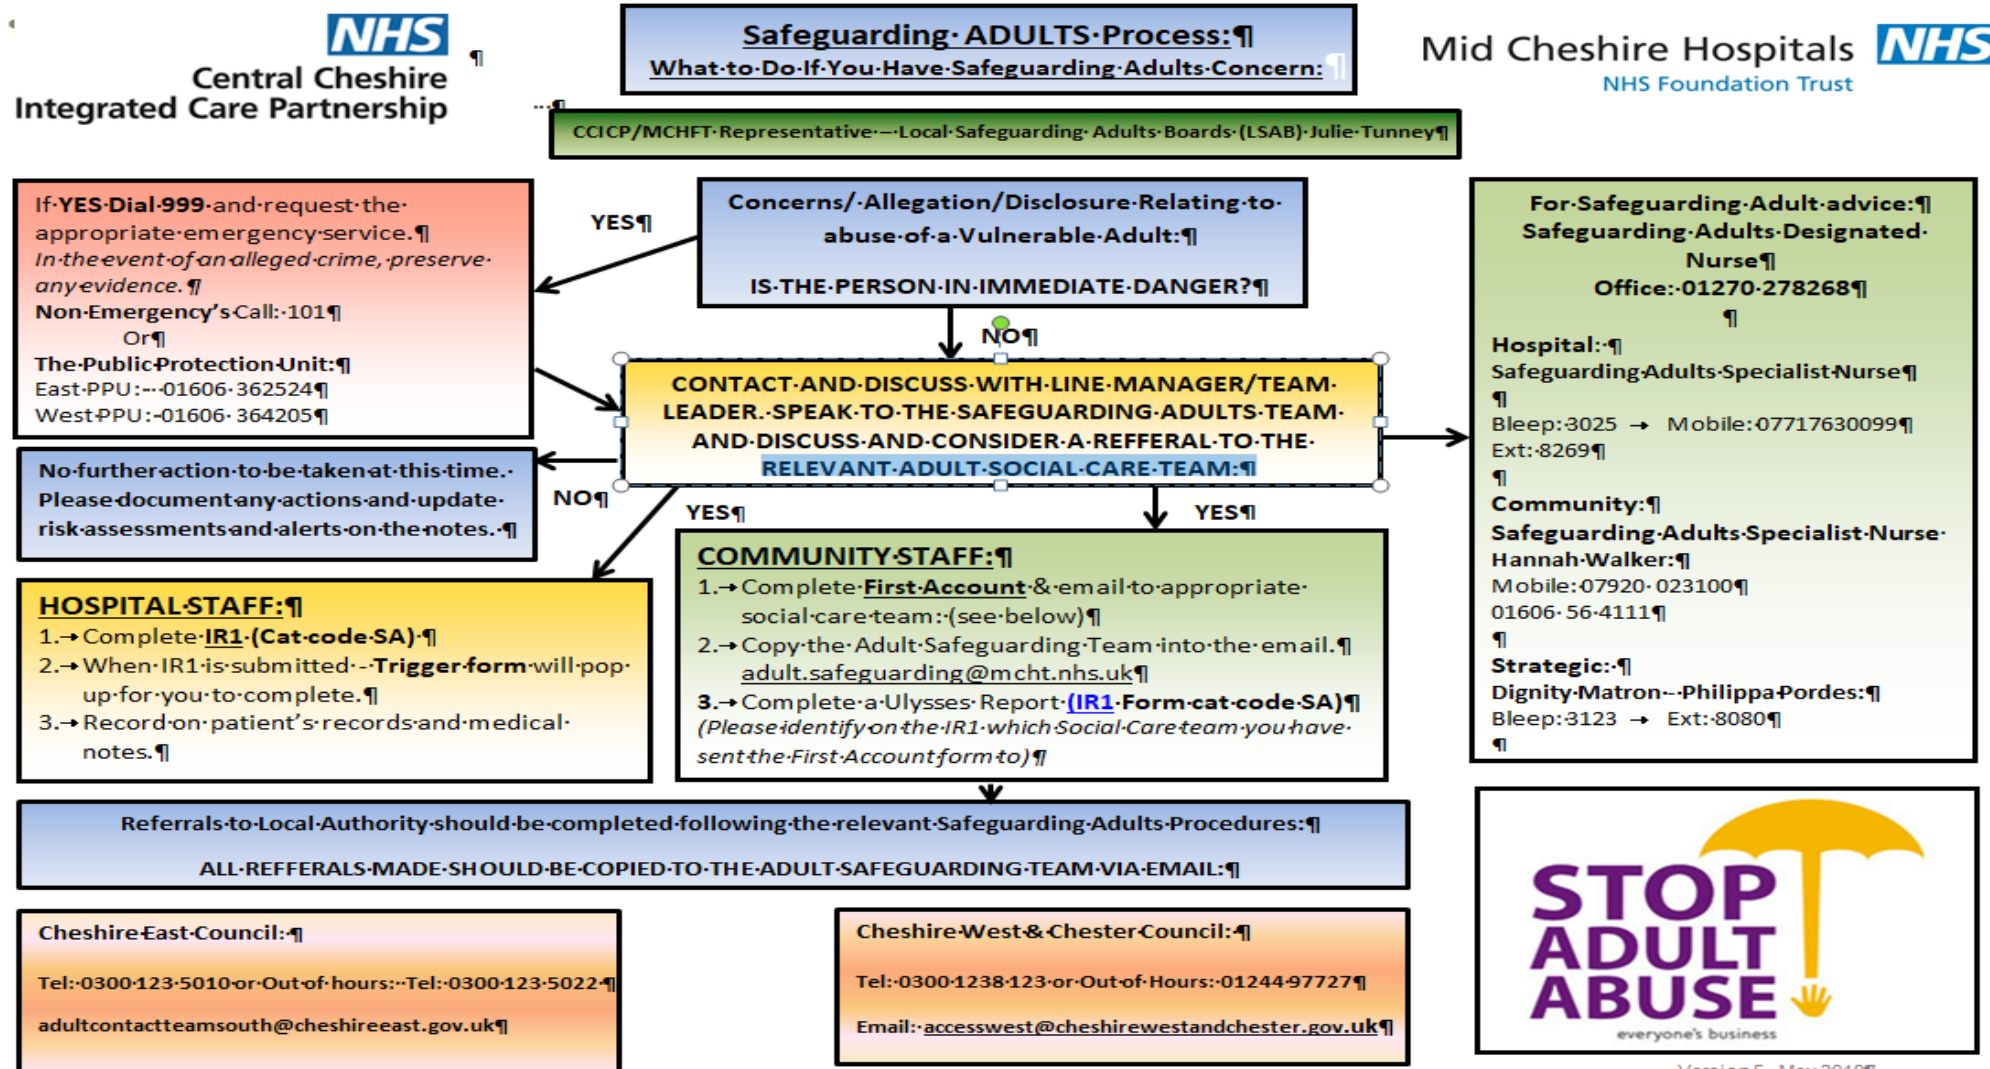 NHS
Central Cheshire
Integrated Care Partnership
Safeguarding ADULTS Process:¶
What to Do If You Have Safeguarding Adults Concern:¶
Mid Cheshire Hospitals NHS
NHS Foundation Trust
CCICP/MCHFT Representative – Local Safeguarding Adults Boards (LSAB) Julie Tunney¶
If YES Dial 999 and request the
appropriate emergency service.¶
In the event of an alleged crime, preserve
any evidence.¶
Non Emergency's Call: 101¶
Or¶
The Public Protection Unit:¶
East PPU: -- 01606 362524¶
West PPU: -01606 364205¶
YES¶
Concerns/ Allegation/Disclosure Relating to
abuse of a Vulnerable Adult:¶
IS THE PERSON IN IMMEDIATE DANGER?¶
NO¶
CONTACT AND DISCUSS WITH LINE MANAGER/TEAM
LEADER. SPEAK TO THE SAFEGUARDING ADULTS TEAM
AND DISCUSS AND CONSIDER A REFFERAL TO THE
RELEVANT ADULT SOCIAL CARE TEAM:¶
For Safeguarding Adult advice:¶
Safeguarding Adults Designated
Nurse¶
Office: 01270 278268¶
¶
Hospital: ¶
Safeguarding Adults Specialist Nurse¶
¶
Bleep: 3025 → Mobile: 07717630099¶
Ext: 8269¶
¶
Community:¶
Safeguarding Adults Specialist Nurse
Hannah Walker:¶
Mobile: 07920 023100¶
01606 56 4111¶
¶
Strategic: ¶
Dignity Matron – Philippa Pordes:¶
Bleep: 3123 → Ext: 8080¶
¶
No further action to be taken at this time.
Please document any actions and update
risk assessments and alerts on the notes. ¶
NO¶
YES¶
YES¶
HOSPITAL STAFF:¶
1.→Complete IR1 (Cat code SA) ¶
2.→When IR1 is submitted - Trigger form will pop
up for you to complete.¶
3.→Record on patient's records and medical
notes.¶
COMMUNITY STAFF:¶
1.→Complete First Account & email to appropriate
social care team: (see below)¶
2.→Copy the Adult Safeguarding Team into the email.¶
adult.safeguarding@mcht.nhs.uk¶
3.→Complete a Ulysses Report (IR1 Form cat code SA)¶
(Please identify on the IR1 which Social Care team you have
sent the First Account form to)¶
Referrals to Local Authority should be completed following the relevant Safeguarding Adults Procedures:¶
ALL REFFERALS MADE SHOULD BE COPIED TO THE ADULT SAFEGUARDING TEAM VIA EMAIL:¶
Cheshire East Council: ¶
Tel: 0300 123 5010 or Out of hours: Tel: 0300 123 5022 ¶
adultcontactteamsouth@cheshireeast.gov.uk¶
Cheshire West & Chester Council: ¶
Tel: 0300 1238 123 or Out of Hours: 01244 97727¶
Email: accesswest@cheshirewestandchester.gov.uk¶
STOP
ADULT
ABUSE
everyone's business